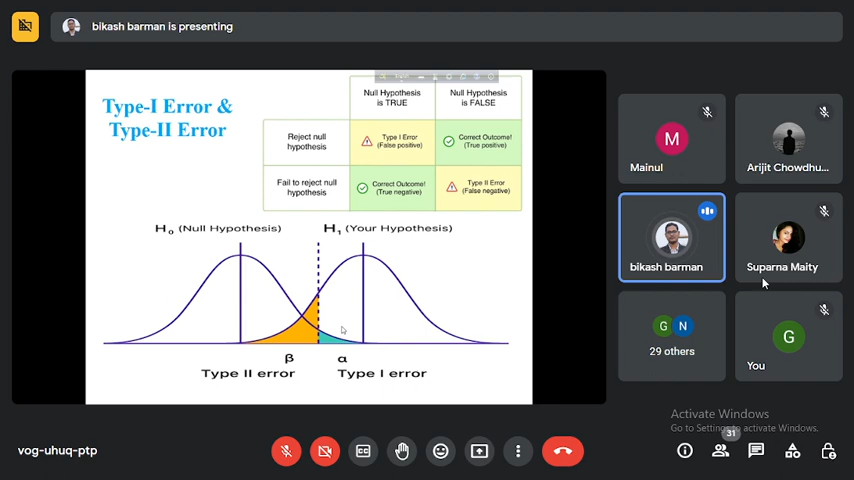 bikash barman is presenting
Type-I Error &
Type-II Error
Null Hypothesis
is TRUE
Null Hypothesis
is FALSE
Reject null
hypothesis
Type I Error
(False positive)
Correct Outcome!
(True positive)
Fail to reject null
hypothesis
Correct Outcome!
(True negative)
Type II Error
(False negative)
H0 (Null Hypothesis)
H1 (Your Hypothesis)
β
α
Type II error
Type I error
M
Mainul
Arijit Chowdhu...
bikash barman
Suparna Maity
G
N
29 others
G
You
Activate Windows
Go to Settings to activate Windows.
vog-uhuq-ptp
31